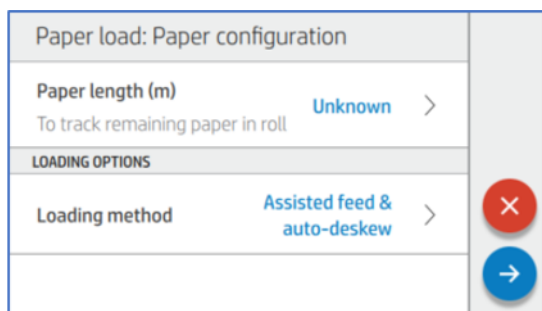 Paper load: Paper configuration
Paper length (m)
Unknown
To track remaining paper in roll
LOADING OPTIONS
Loading method
Assisted feed &
auto-deskew